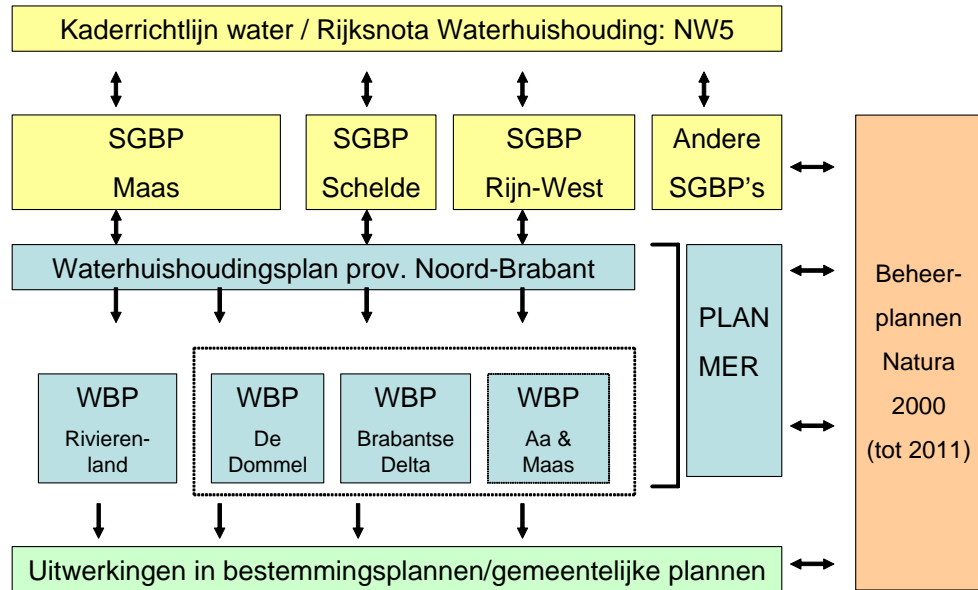 Kaderrichtlijn water / Rijksnota Waterhuishouding: NW5
SGBP
Maas
SGBP
Schelde
SGBP
Rijn-West
Andere
SGBP's
Waterhuishoudingsplan prov. Noord-Brabant
PLAN
MER
Beheer-
plannen
Natura
2000
(tot 2011)
WBP
Rivieren-
land
WBP
De
Dommel
WBP
Brabantse
Delta
WBP
Aa &
Maas
Uitwerkingen in bestemmingsplannen/gemeentelijke plannen